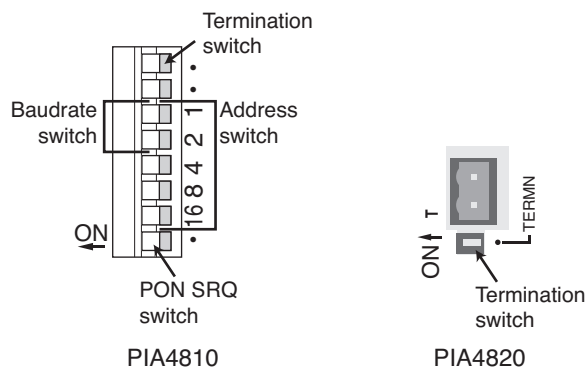 Termination
switch
Baudrate
switch
Address
switch
1
2
4
8
16
ON
PON SRQ
switch
PIA4810
T
TERMN
ON
Termination
switch
PIA4820